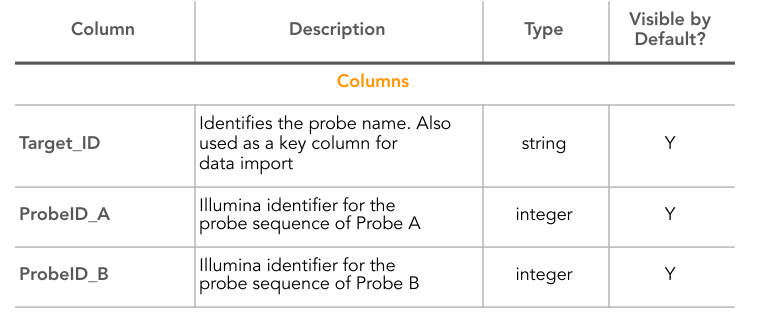 Column Description Type Visible by
Default?
Columns
Target_ID Identifies the probe name. Also
used as a key column for
data import string Y
ProbeID_A Illumina identifier for the
probe sequence of Probe A integer Y
ProbeID_B Illumina identifier for the
probe sequence of Probe B integer Y